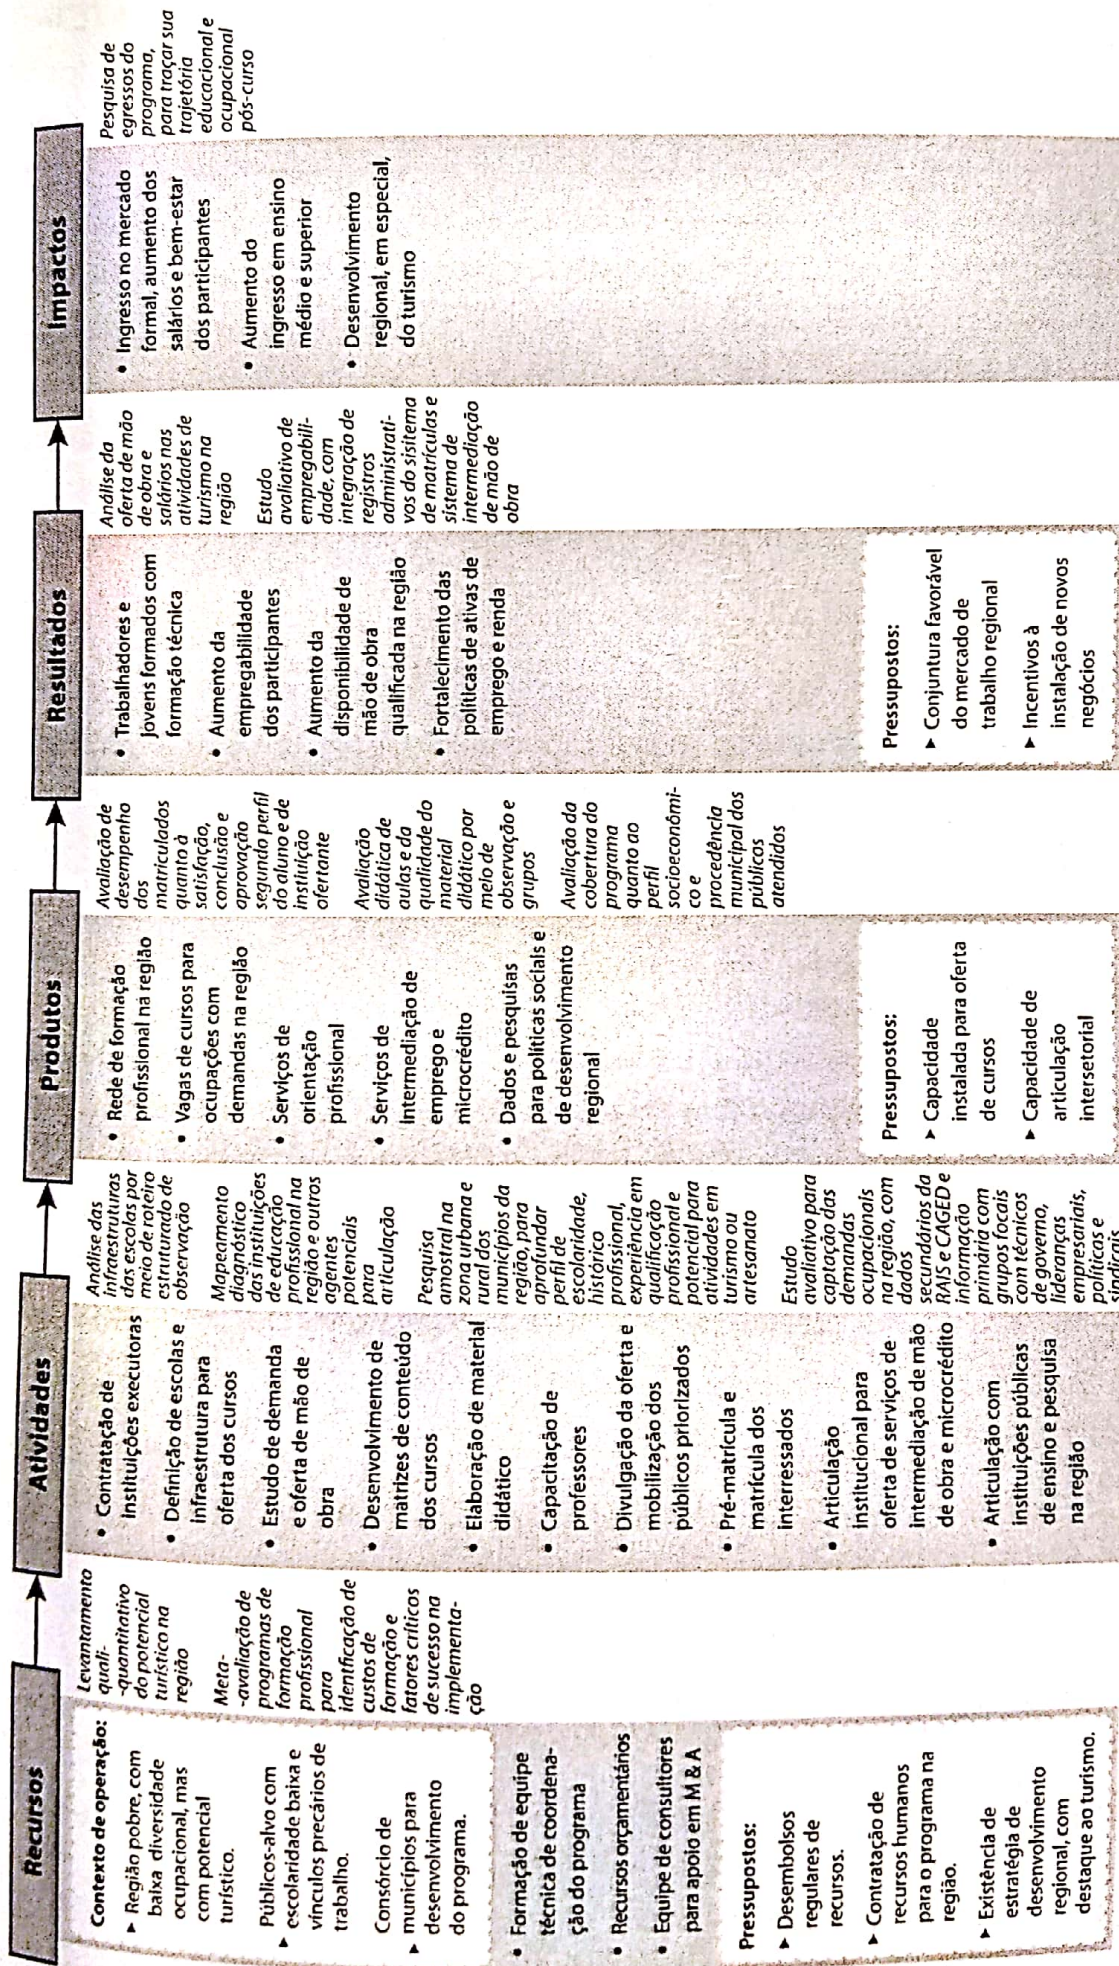 Recursos
Contexto de operação:
► Região pobre, com
baixa diversidade
ocupacional, mas
com potencial
turístico.
Públicos-alvo com
► escolaridade baixa e
vínculos precários de
trabalho.
Consórcio de
► municípios para
desenvolvimento
do programa.
• Formação de equipe
técnica de coordena-
ção do programa
• Recursos orçamentários
• Equipe de consultores
para apoio em M & A
Pressupostos:
► Desembolsos
regulares de
recursos.
► Contratação de
recursos humanos
para o programa na
região.
► Existência de
estratégia de
desenvolvimento
regional, com
destaque ao turismo.
Levantamento
quali-
-quantitativo
do potencial
turístico na
região
Meta-
-avaliação de
programas de
formação
profissional
para
identficação de
custos de
formação e
fatores críticos
de sucesso na
implementa-
ção
Atividades
• Contratação de
Instituições executoras
• Definição de escolas e
Infraestrutura para
oferta dos cursos
• Estudo de demanda
e oferta de mão de
obra
• Desenvolvimento de
matrizes de conteúdo
dos cursos
• Elaboração de material
didático
• Capacitação de
professores
• Divulgação da oferta e
mobilização dos
públicos priorizados
• Pré-matrícula e
matrícula dos
interressados
• Articulação
institucional para
oferta de serviços de
intermediação de mão
de obra e microcrédito
• Articulação com
instituições públicas
de ensino e pesquisa
na região
Análise das
infraestruturas
das escolas por
meio de roteiro
estruturado de
observação
Mapeamento
diagnóstico
das instituições
de educação
profissional na
região e outros
agentes
potenciais
para
articulação
Pesquisa
amostral na
zona urbana e
rural dos
municípios da
região, para
aprofundar
perfil de
escolaridade,
histórico
profissional,
experiência em
qualificação
profissional e
potencial para
atividades em
turismo ou
artesanato
Estudo
avaliativo para
captação das
demandas
ocupacionais
na região, com
dados
secundários da
RAIS e CAGED e
informação
primária com
grupos focais
com técnicos
de governo,
lideranças
empresariais,
políticas e
sindicais
Produtos
• Rede de formação
profissional na região
• Vagas de cursos para
ocupações com
demandas na região
• Serviços de
orientação
profissional
• Serviços de
Intermediação de
emprego e
microcrédito
• Dados e pesquisas
para políticas sociais e
de desenvolvimento
regional
Pressupostos:
► Capacidade
instalada para oferta
de cursos
► Capacidade de
articulação
intersetorial
Avaliação de
desempenho
dos
matriculados
quanto à
satisfação,
conclusão e
aprovação
segundo perfil
do aluno e de
instituição
ofertante
Avaliação
didática de
aulas e da
qualidade do
material
didático por
meio de
observação e
grupos
Avaliação da
cobertura do
programa
quanto ao
perfil
socioeconômi-
co e
procedência
municipal dos
públicos
atendidos
Resultados
• Trabalhadores e
jovens formados com
formação técnica
• Aumento da
empregabilidade
dos participantes
• Aumento da
disponibilidade de
mão de obra
qualificada na região
• Fortalecimento das
políticas de ativas de
emprego e renda
Pressupostos:
► Conjuntura favorável
do mercado de
trabalho regional
► Incentivos à
instalação de novos
negócios
Análise da
oferta de mão
de obra e
salários nas
atividades de
turismo na
região
Estudo
avaliativo de
empregabili-
dade, com
integração de
registros
administrati-
vos do sisitema
de matrículas e
sistema de
intermediação
de mão de
obra
Impactos
• Ingresso no mercado
formal, aumento dos
salários e bem-estar
dos participantes
• Aumento do
ingresso em ensino
médio e superior
• Desenvolvimento
regional, em especial,
do turismo
Pesquisa de
egressos do
programa,
para traçar sua
trajetória
educacional e
ocupacional
pós-curso